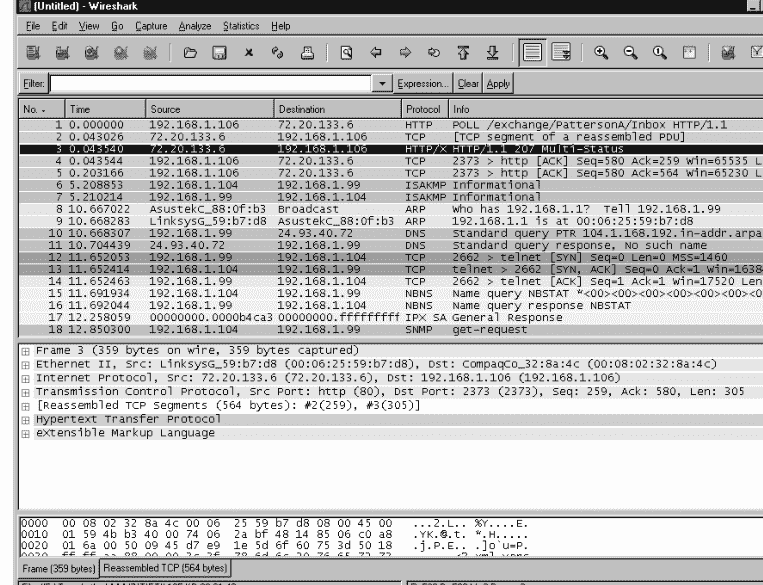 (Untitled) - Wireshark
File Edit View Go Capture Analyze Statistics Help
Filter: Expression... Clear Apply
No. - Time Source Destination Protocol Info
1 0.000000 192.168.1.106 72.20.133.6 HTTP POLL /exchange/PattersonA/Inbox HTTP/1.1
2 0.043026 72.20.133.6 192.168.1.106 TCP [TCP segment of a reassembled PDU]
3 0.043540 72.20.133.6 192.168.1.106 HTTP/X HTTP/1.1 207 Multi-Status
4 0.043544 192.168.1.106 72.20.133.6 TCP 2373 > http [ACK] Seq=580 Ack=259 Win=65535 L
5 0.203166 192.168.1.106 72.20.133.6 TCP 2373 > http [ACK] Seq=580 Ack=564 Win=65230 L
6 5.208853 192.168.1.104 192.168.1.99 ISAKMP Informational
7 5.210214 192.168.1.99 192.168.1.104 ISAKMP Informational
8 10.667022 AsustekC_88:0f:b3 Broadcast ARP Who has 192.168.1.1? Tell 192.168.1.99
9 10.668283 LinksysG_59:b7:d8 AsustekC_88:0f:b3 ARP 192.168.1.1 is at 00:06:25:59:b7:d8
10 10.668307 192.168.1.99 24.93.40.72 DNS Standard query PTR 104.1.168.192.in-addr.arpa
11 10.704439 24.93.40.72 192.168.1.99 DNS Standard query response, No such name
12 11.652053 192.168.1.99 192.168.1.104 TCP 2662 > telnet [SYN] Seq=0 Len=0 MSS=1460
13 11.652414 192.168.1.104 192.168.1.99 TCP telnet > 2662 [SYN, ACK] Seq=0 Ack=1 Win=1638
14 11.652463 192.168.1.99 192.168.1.104 TCP 2662 > telnet [ACK] Seq=1 Ack=1 Win=17520 Len
15 11.691934 192.168.1.104 192.168.1.99 NBNS Name query NBSTAT *<00><00><00><00><00><0
16 11.692044 192.168.1.99 192.168.1.104 NBNS Name query response NBSTAT
17 12.258059 00000000.0000b4ca3 00000000.fffffffff IPX SA General Response
18 12.850300 192.168.1.104 192.168.1.99 SNMP get-request
Frame 3 (359 bytes on wire, 359 bytes captured)
Ethernet II, Src: LinksysG_59:b7:d8 (00:06:25:59:b7:d8), Dst: CompaqCo_32:8a:4c (00:08:02:32:8a:4c)
Internet Protocol, Src: 72.20.133.6 (72.20.133.6), Dst: 192.168.1.106 (192.168.1.106)
Transmission Control Protocol, Src Port: http (80), Dst Port: 2373 (2373), Seq: 259, Ack: 580, Len: 305
[Reassembled TCP Segments (564 bytes): #2(259), #3(305)]
Hypertext Transfer Protocol
eXtensible Markup Language
0000 00 08 02 32 8a 4c 00 06 25 59 b7 d8 08 00 45 00 ...2.L.. %Y....E.
0010 01 59 4b b3 40 00 74 06 2a bf 48 14 85 06 c0 a8 .YK.@.t. *.H.....
0020 01 6a 00 50 09 45 d7 e9 1e 5d 6f 60 75 3d 50 18 .j.P.E.. .]o`u=P.
Frame (359 bytes) Reassembled TCP (564 bytes)